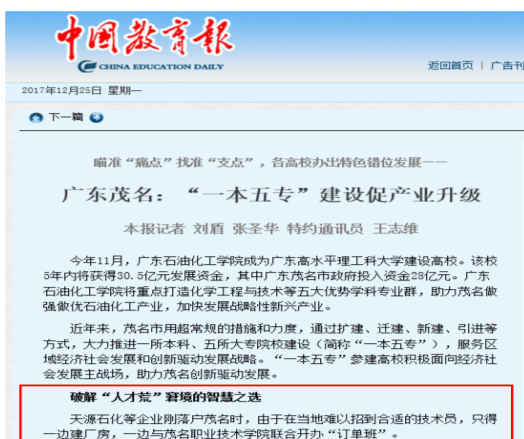 中国教育报
CHINA EDUCATION DAILY
返回首页 | 广告刊
2017年12月25日 星期一
下一篇
瞄准“痛点”找准“支点”，各高校办出特色错位发展——
广东茂名：“一本五专”建设促产业升级
本报记者 刘盾 张圣华 特约通讯员 王志维
今年11月，广东石油化工学院成为广东高水平理工科大学建设高校。该校
5年内将获得30.5亿元发展资金，其中广东茂名市政府投入资金28亿元。广东
石油化工学院将重点打造化学工程与技术等五大优势学科专业群，助力茂名做
强做优石油化工产业，加快发展战略性新兴产业。
近年来，茂名市用超常规的措施和力度，通过扩建、迁建、新建、引进等
方式，大力推进一所本科、五所大专院校建设（简称“一本五专”），服务区
域经济社会发展和创新驱动发展战略。“一本五专”参建高校积极面向经济社
会发展主战场，助力茂名创新驱动发展。
破解“人才荒”窘境的智慧之选
天源石化等企业刚落户茂名时，由于在当地难以招到合适的技术员，只得
一边建厂房，一边与茂名职业技术学院联合开办“订单班”。